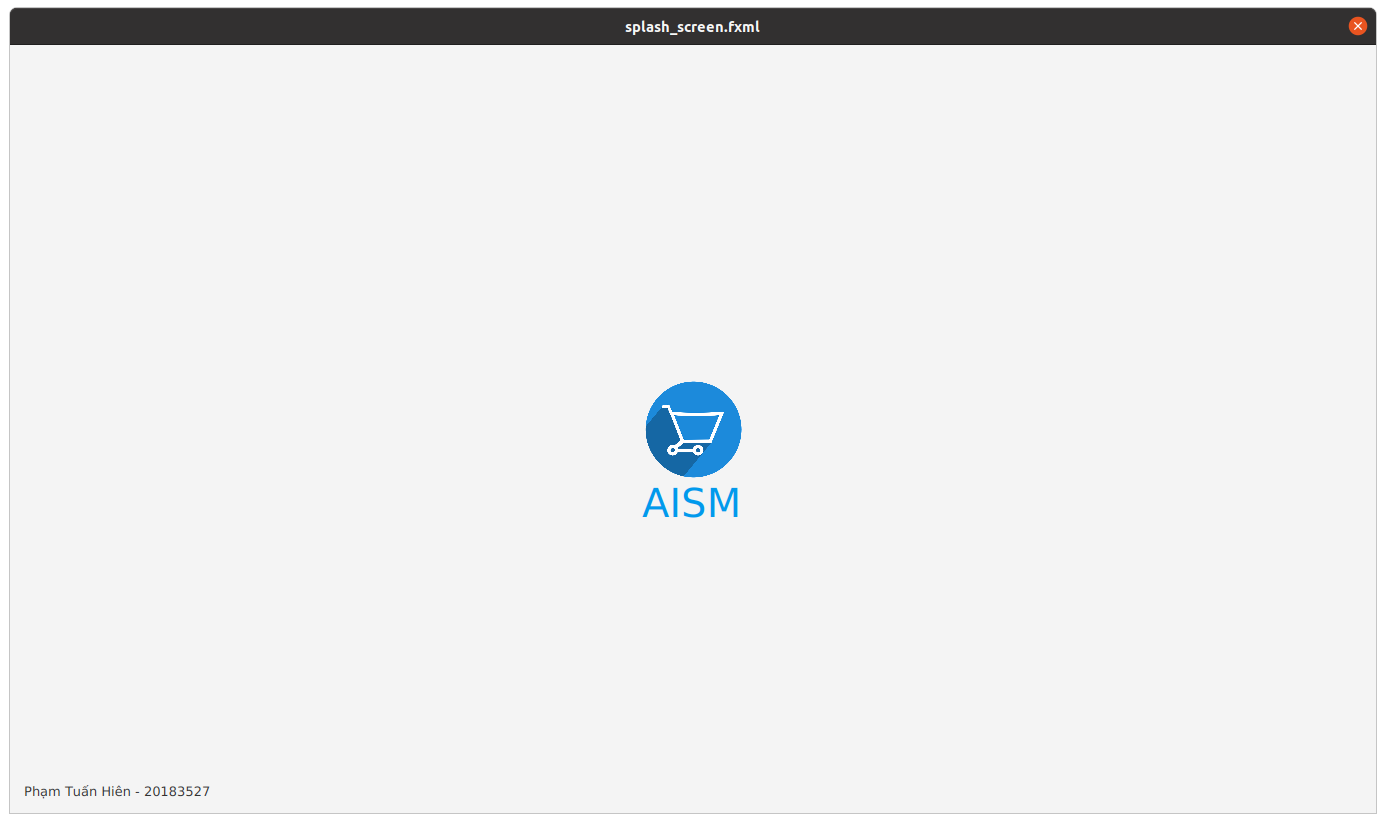 splash_screen.fxml
AISM
Phạm Tuấn Hiên - 20183527